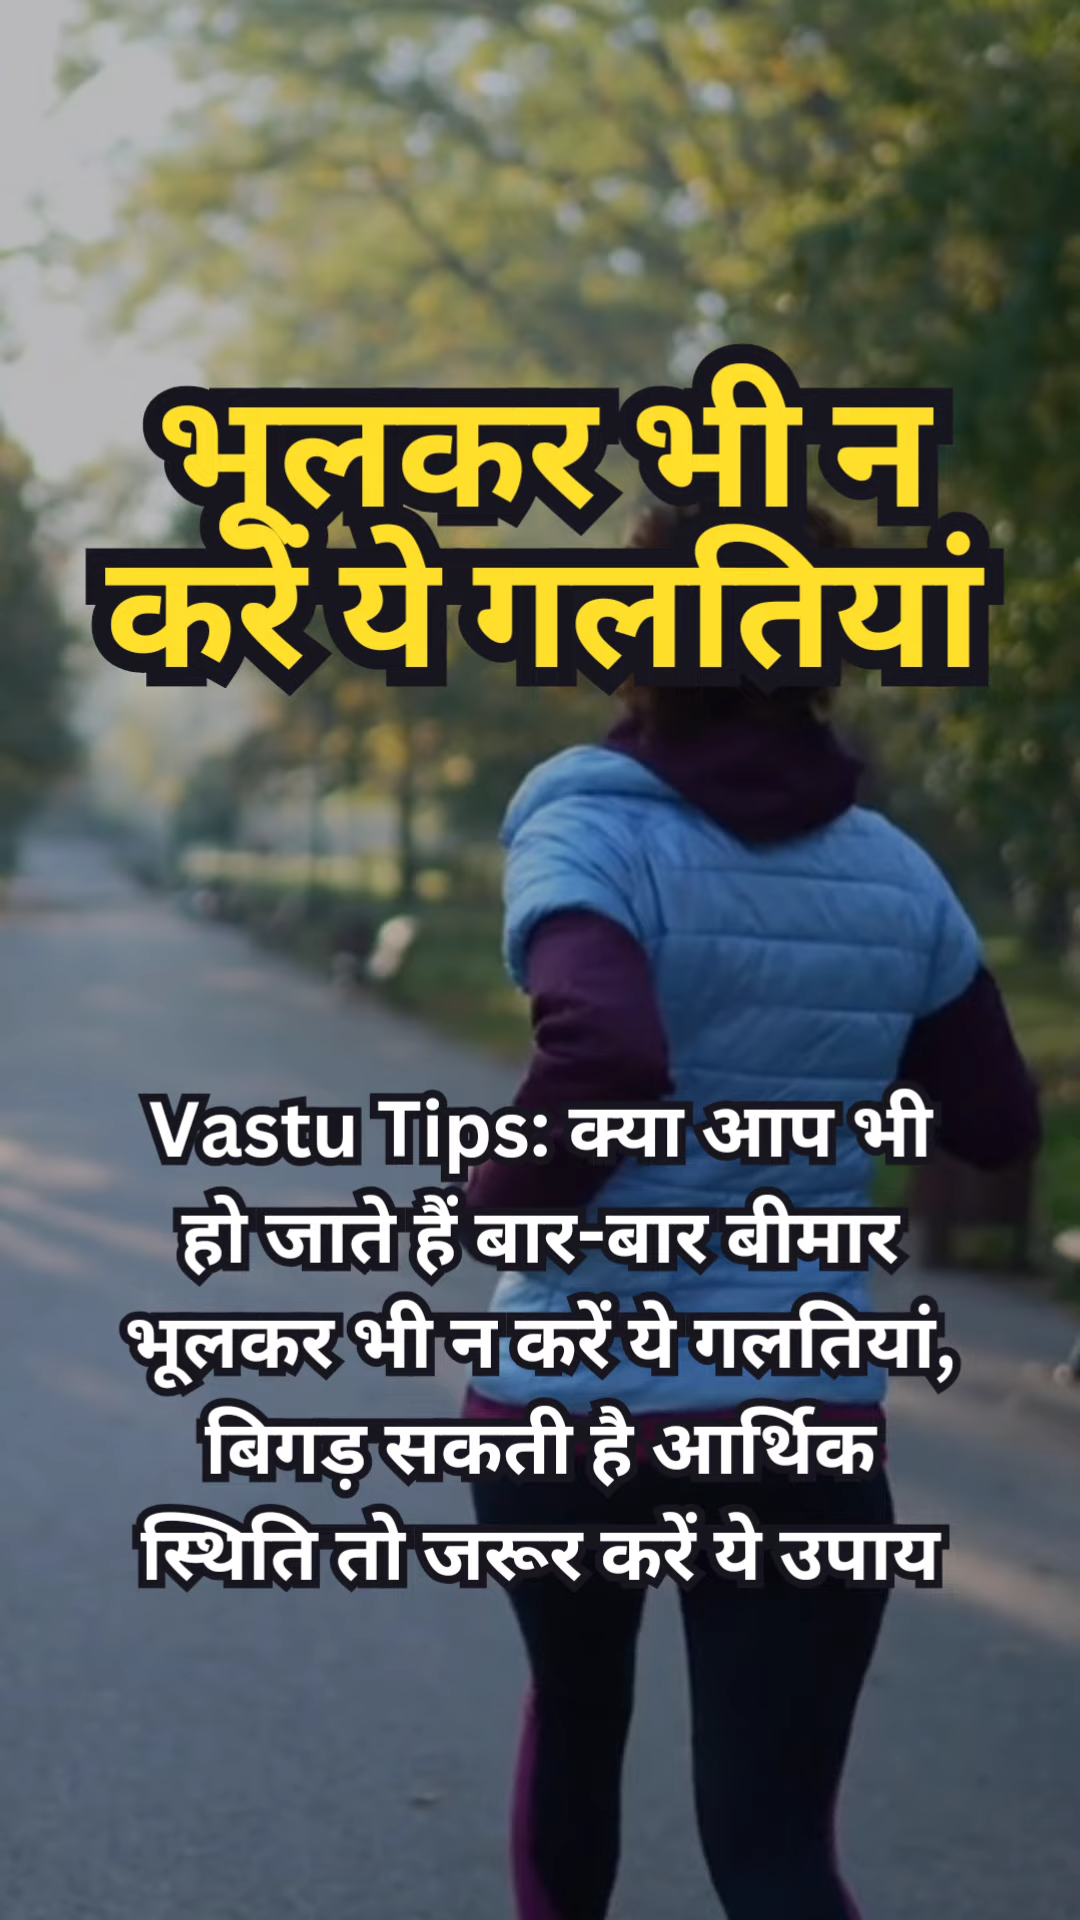 भूलकर भी न
करें ये गलतियां
Vastu Tips: क्या आप भी
हो जाते हैं बार-बार बीमार
भूलकर भी न करें ये गलतियां,
बिगड़ सकती है आर्थिक
स्थिति तो जरूर करें ये उपाय